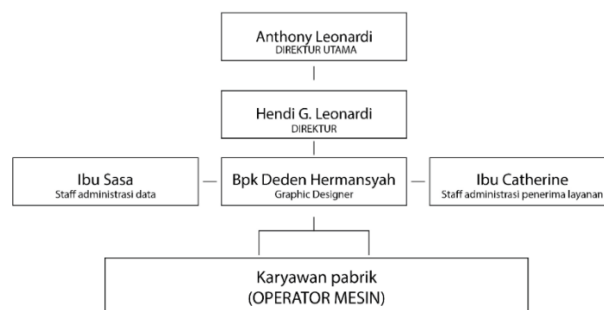 Anthony Leonardi
DIREKTUR UTAMA
Hendi G. Leonardi
DIREKTUR
Ibu Sasa
Staff administrasi data
Bpk Deden Hermansyah
Graphic Designer
Ibu Catherine
Staff administrasi penerima layanan
Karyawan pabrik
(OPERATOR MESIN)